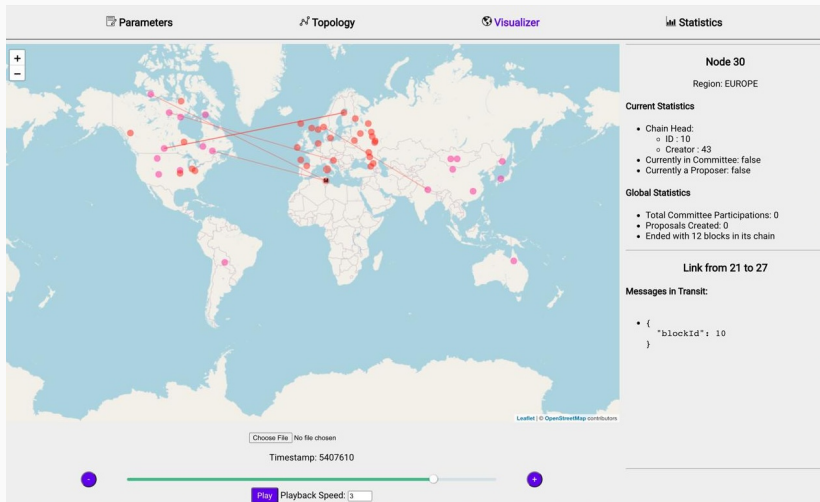 Parameters
Topology
Visualizer
Statistics
+
−
Leaflet | © OpenStreetMap contributors
Choose File No file chosen
Timestamp: 5407610
-
+
Play Playback Speed: 3
Node 30
Region: EUROPE
Current Statistics
Chain Head:
ID : 10
Creator : 43
Currently in Committee: false
Currently a Proposer: false
Global Statistics
Total Committee Participations: 0
Proposals Created: 0
Ended with 12 blocks in its chain
Link from 21 to 27
Messages in Transit:
{
"blockId": 10
}